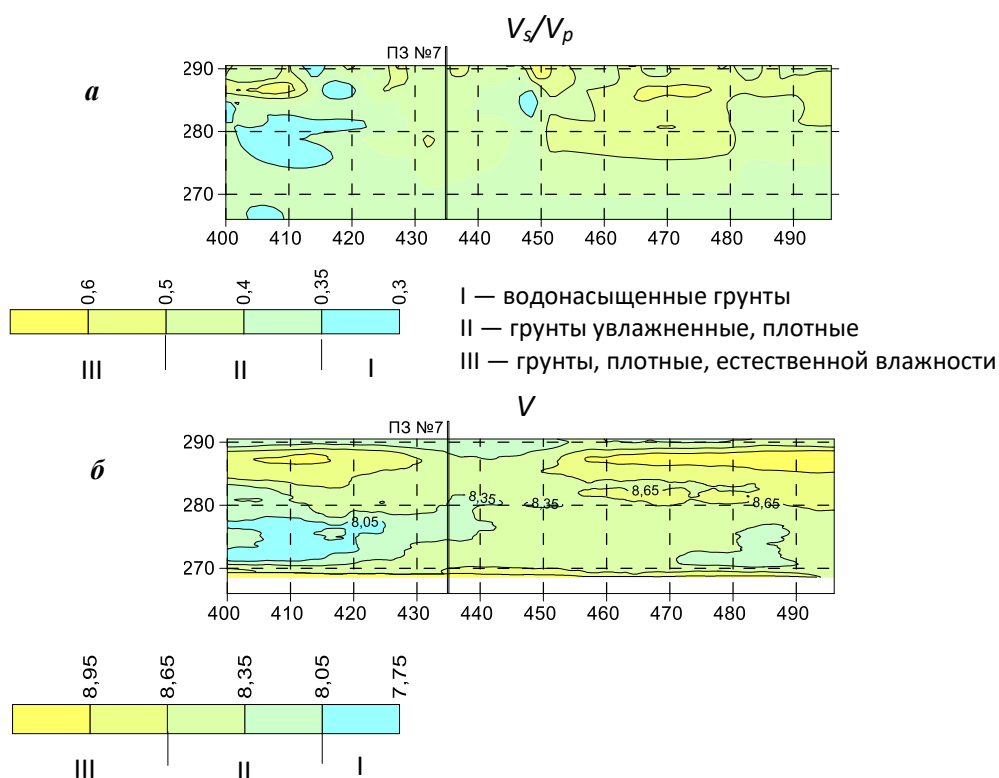 Vs/Vp
ПЗ №7
а
290
280
270
400 410 420 430 440 450 460 470 480 490
0,6 0,5 0,4 0,35 0,3
III II I
I — водонасыщенные грунты
II — грунты увлажненные, плотные
III — грунты, плотные, естественной влажности
V
ПЗ №7
б
290
280
270
8,35 8,35 8,65 8,65
8,05
400 410 420 430 440 450 460 470 480 490
8,95 8,65 8,35 8,05 7,75
III II I